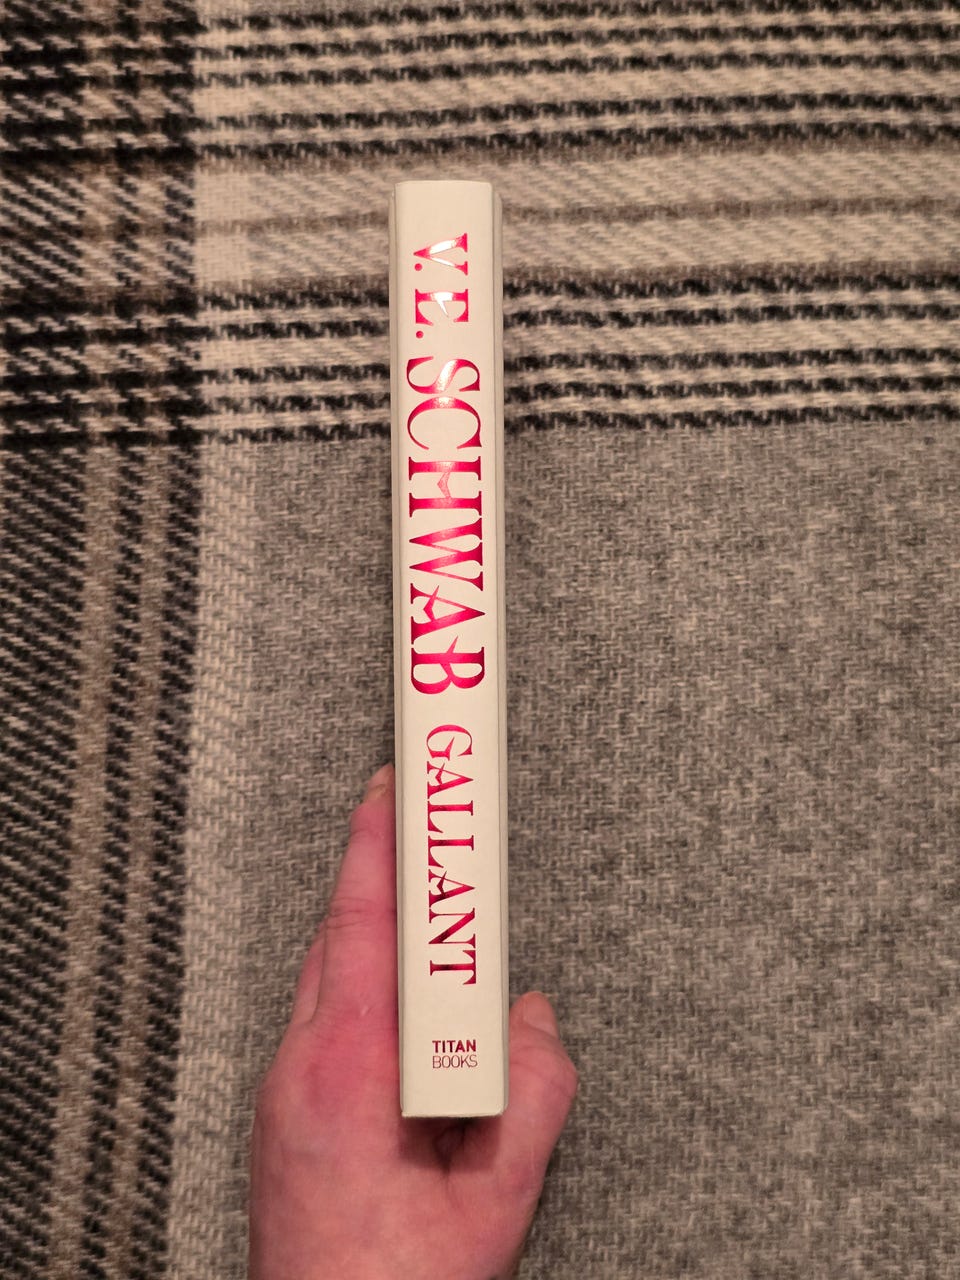 V. E. SCHWAB GALLANT
TITAN
BOOKS